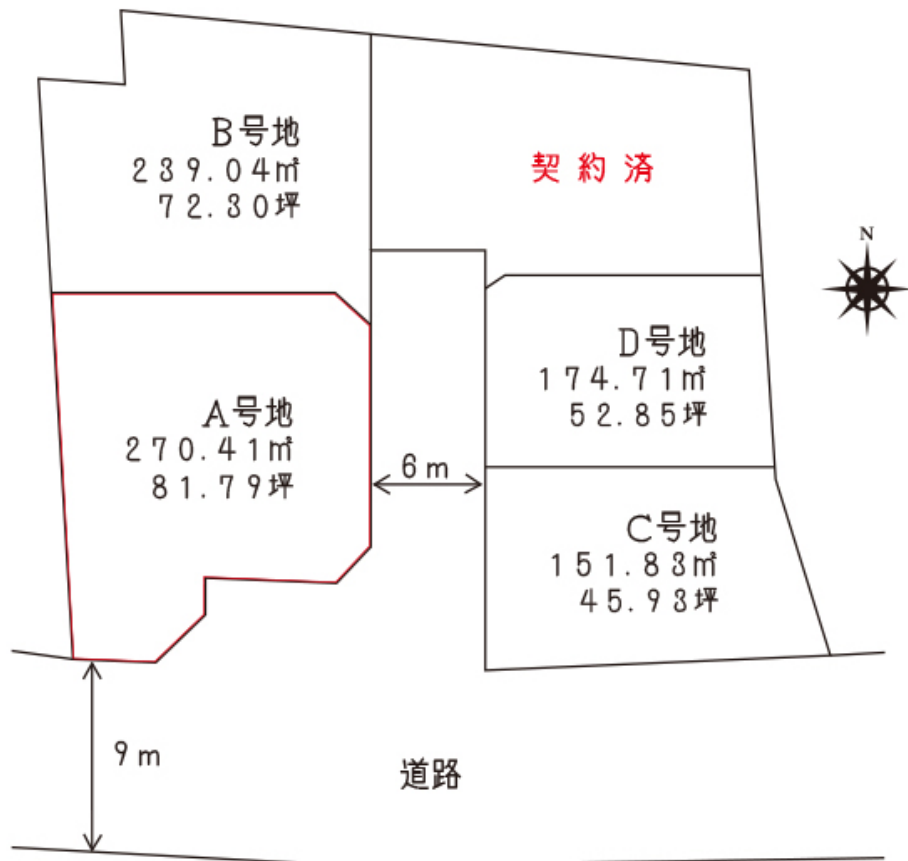 B号地
239.04㎡
72.30坪
契約済
N
D号地
174.71㎡
52.85坪
A号地
270.41㎡
81.79坪
6m
C号地
151.83㎡
45.93坪
9m
道路